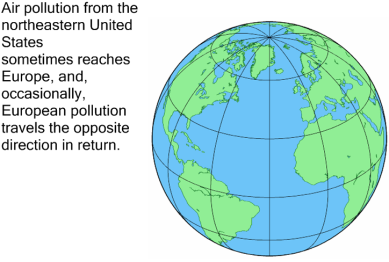 Air pollution from the
northeastern United
States
sometimes reaches
Europe, and,
occasionally,
European pollution
travels the opposite
direction in return.